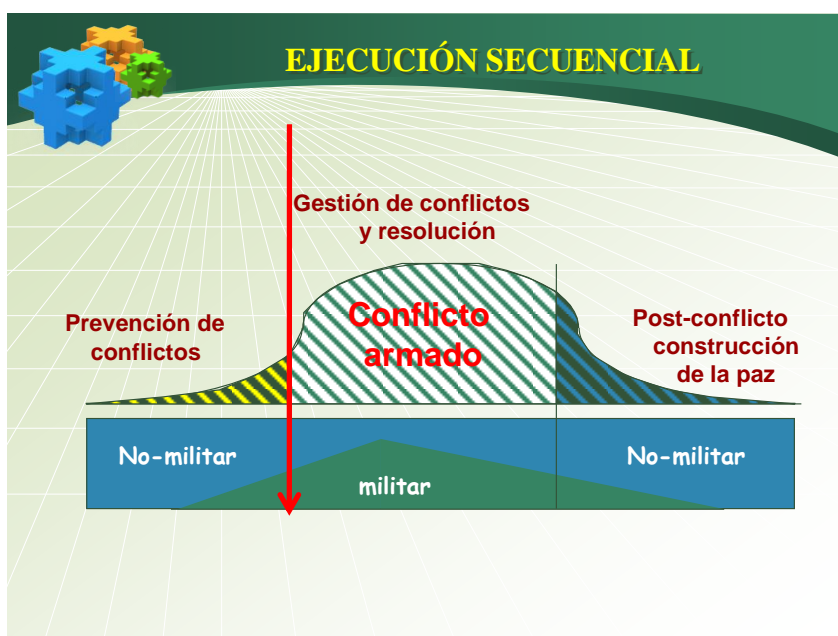 EJECUCIÓN SECUENCIAL
Gestión de conflictos
y resolución
Prevención de
conflictos
Conflicto
armado
Post-conflicto
construcción
de la paz
No-militar
militar
No-militar